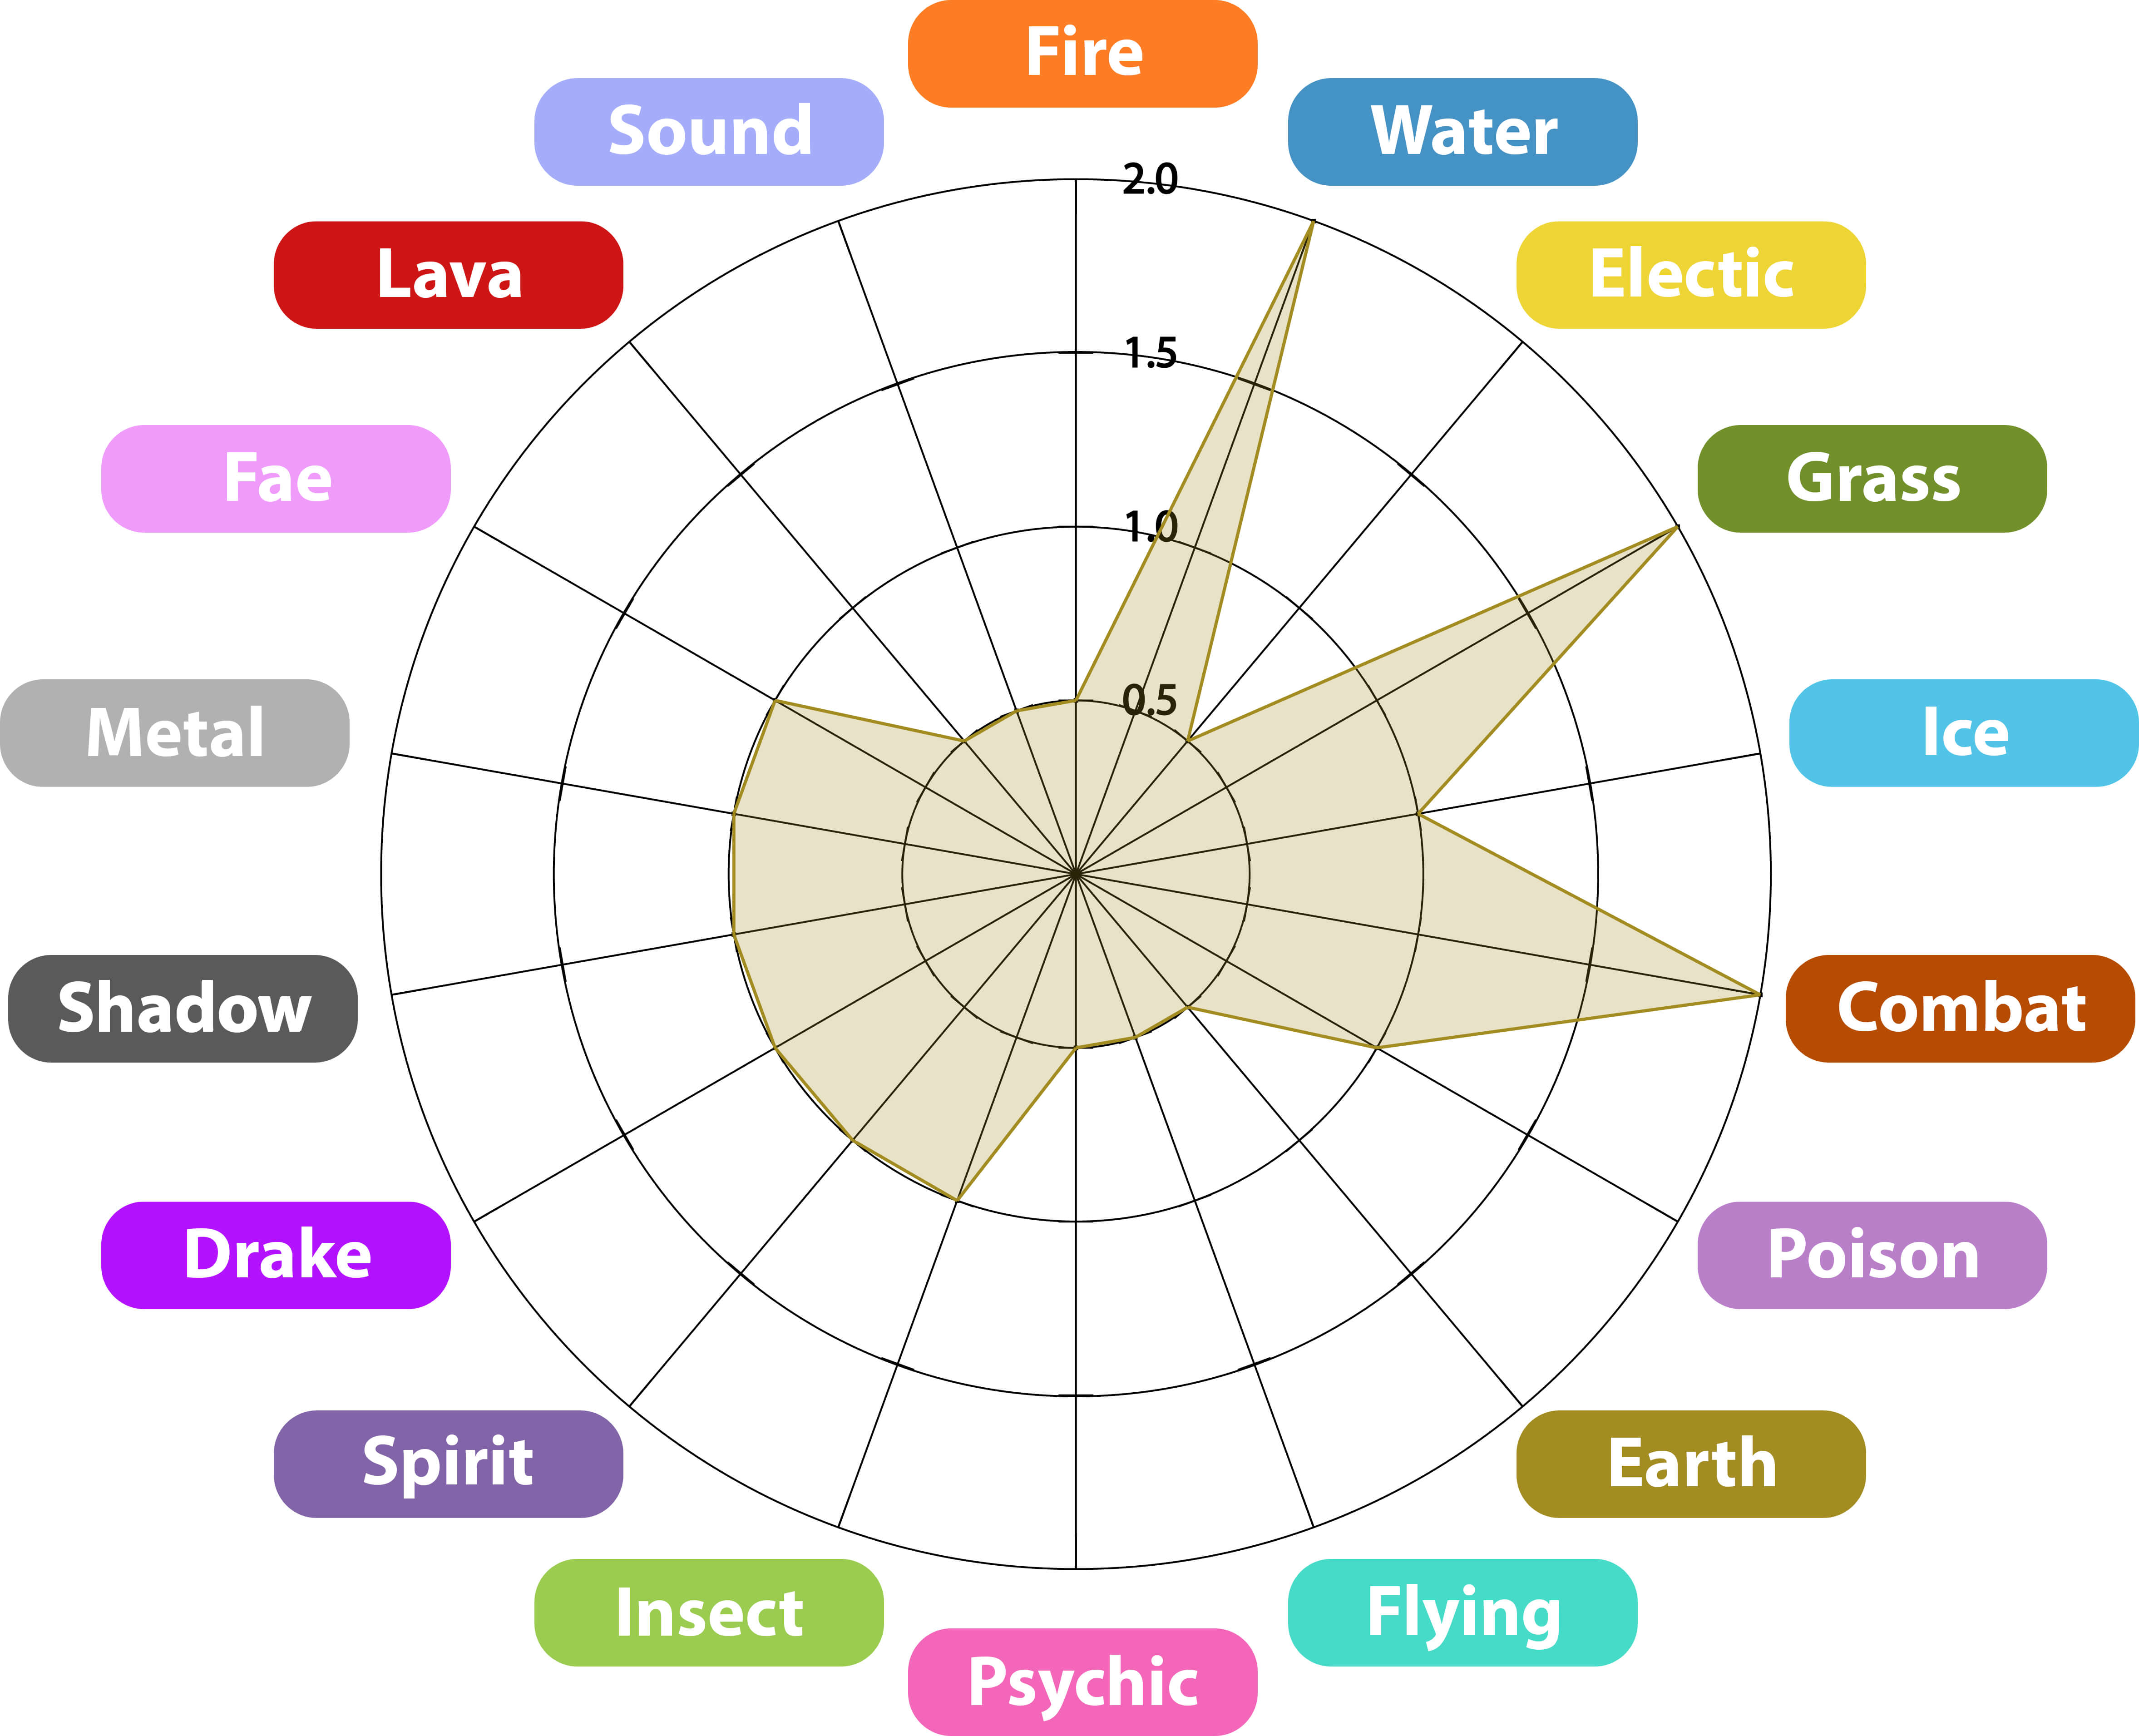 Fire
Sound
Water
2.0
Lava
Electic
1.5
Fae
Grass
1.0
Metal
Ice
0.5
Shadow
Combat
Drake
Poison
Spirit
Earth
Insect
Flying
Psychic